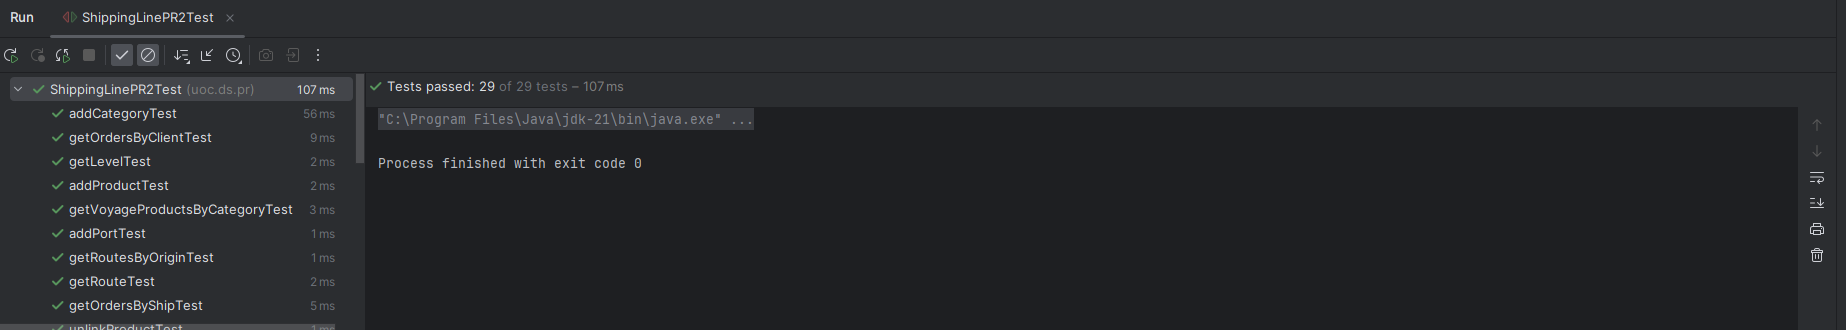 Run ShippingLinePR2Test
ShippingLinePR2Test (uoc.ds.pr) 107 ms
addCategoryTest 56 ms
getOrdersByClientTest 9 ms
getLevelTest 2 ms
addProductTest 2 ms
getVoyageProductsByCategoryTest 3 ms
addPortTest 1 ms
getRoutesByOriginTest 1 ms
getRouteTest 2 ms
getOrdersByShipTest 5 ms
unlinkProductTest 1 ms
Tests passed: 29 of 29 tests – 107 ms
"C:\Program Files\Java\jdk-21\bin\java.exe" ...
Process finished with exit code 0